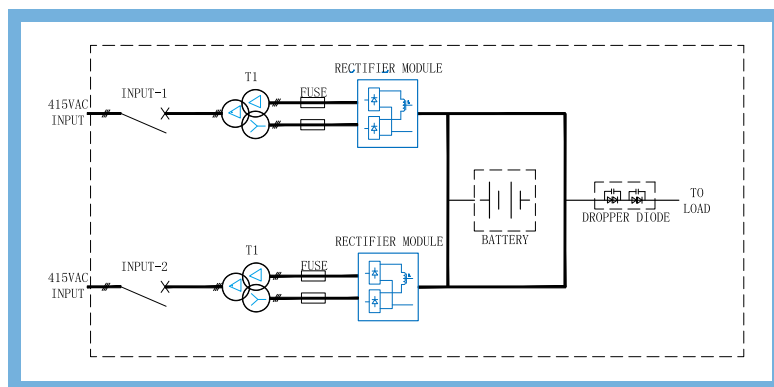 RECTIFIER MODULE
T1
INPUT-1
FUSE
415VAC
INPUT
TO
LOAD
DROPPER DIODE
BATTERY
RECTIFIER MODULE
T1
INPUT-2
FUSE
415VAC
INPUT